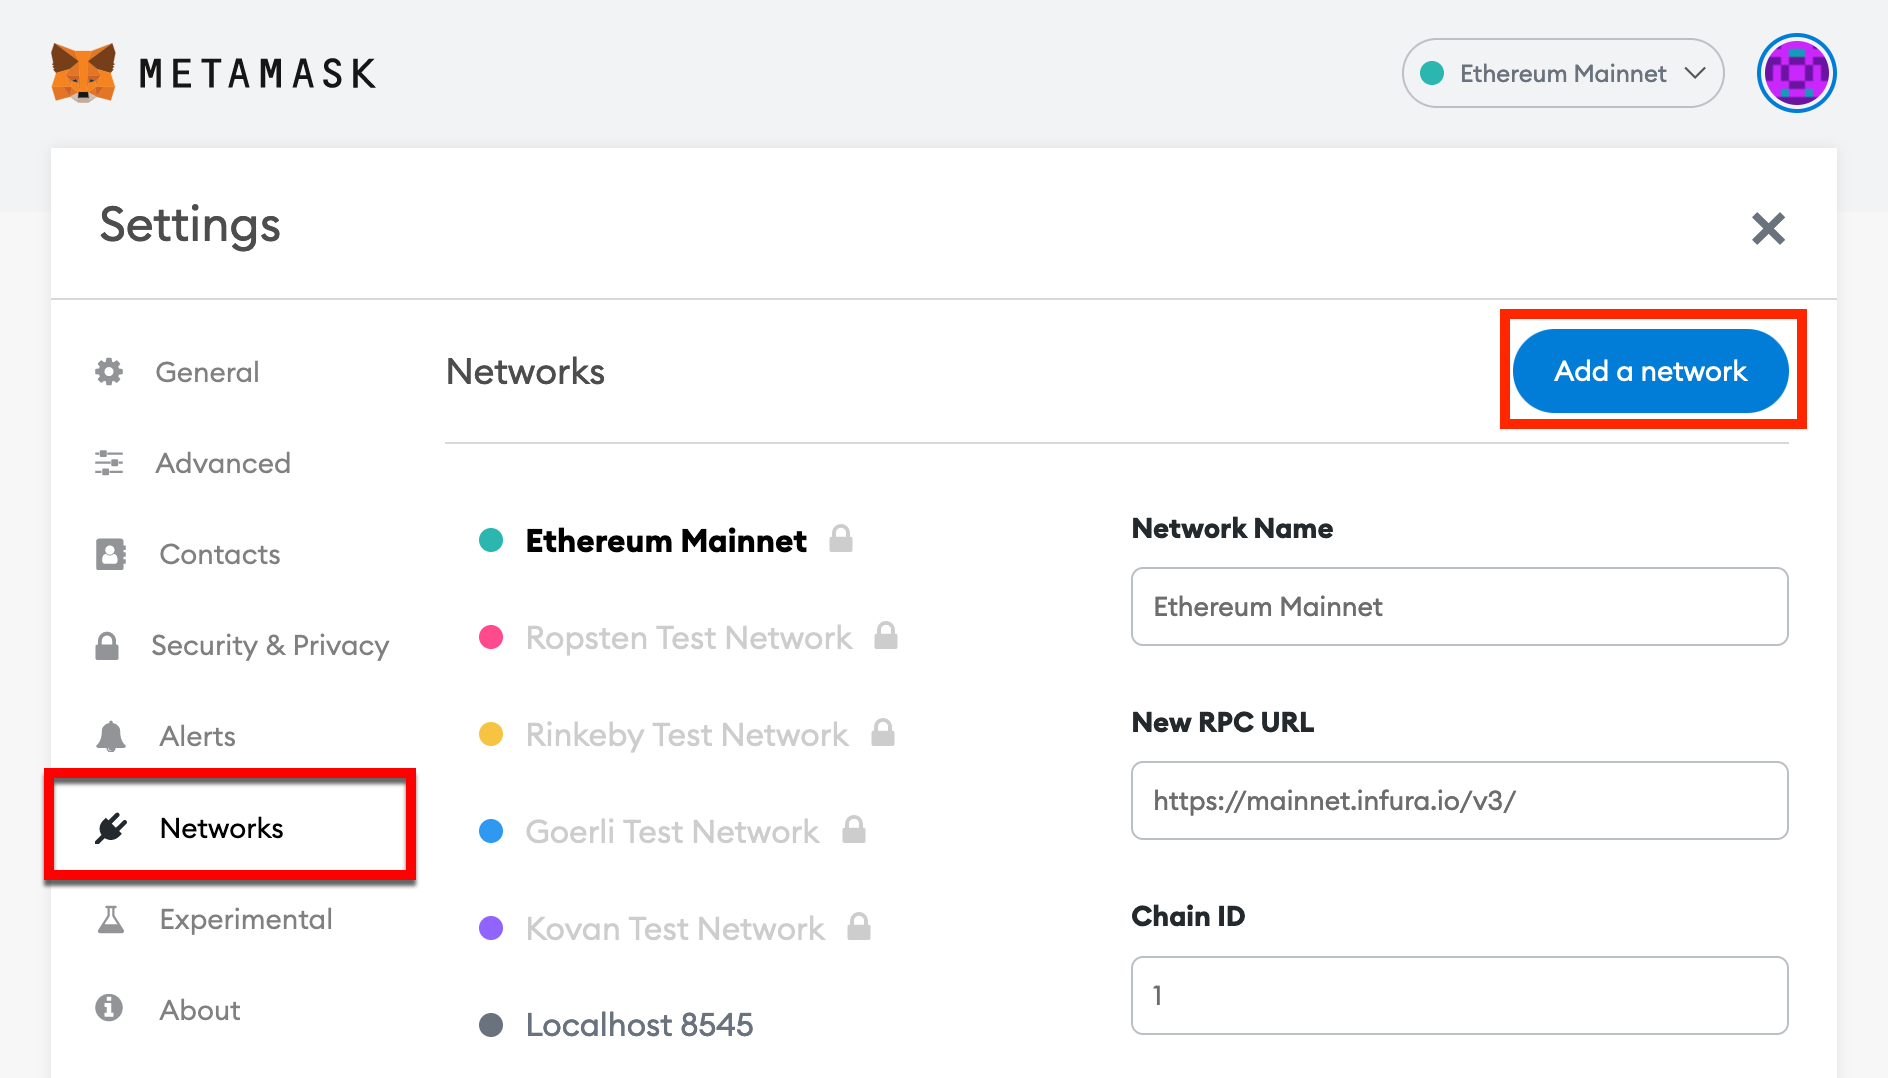 METAMASK
Ethereum Mainnet
Settings
General
Advanced
Contacts
Security & Privacy
Alerts
Networks
Experimental
About
Networks
Add a network
Ethereum Mainnet
Ropsten Test Network
Rinkeby Test Network
Goerli Test Network
Kovan Test Network
Localhost 8545
Network Name
Ethereum Mainnet
New RPC URL
https://mainnet.infura.io/v3/
Chain ID
1